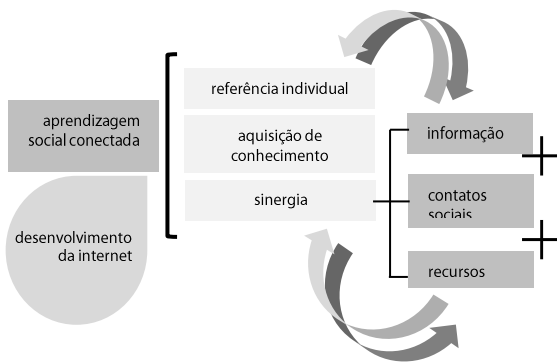 aprendizagem
social conectada
desenvolvimento
da internet
referência individual
aquisição de
conhecimento
sinergia
informação
contatos
sociais
recursos